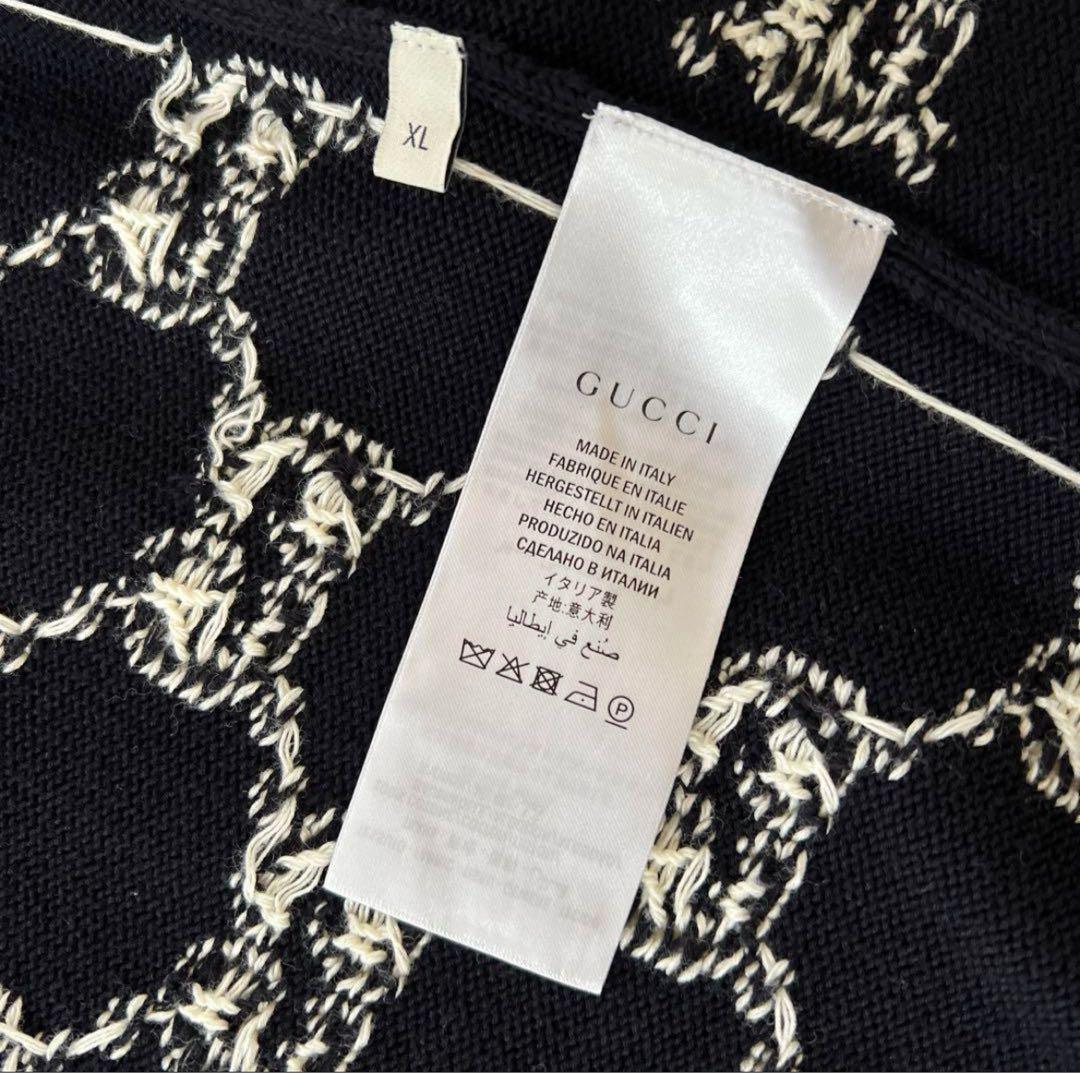 XL
GUCCI
MADE IN ITALY
FABRIQUE EN ITALIE
HERGESTELLT IN ITALIEN
HECHO EN ITALIA
PRODUZIDO NA ITALIA
СДЕЛАНО В ИТАЛИИ
イタリア製
产地:意大利
صُنع في إيطاليا
P